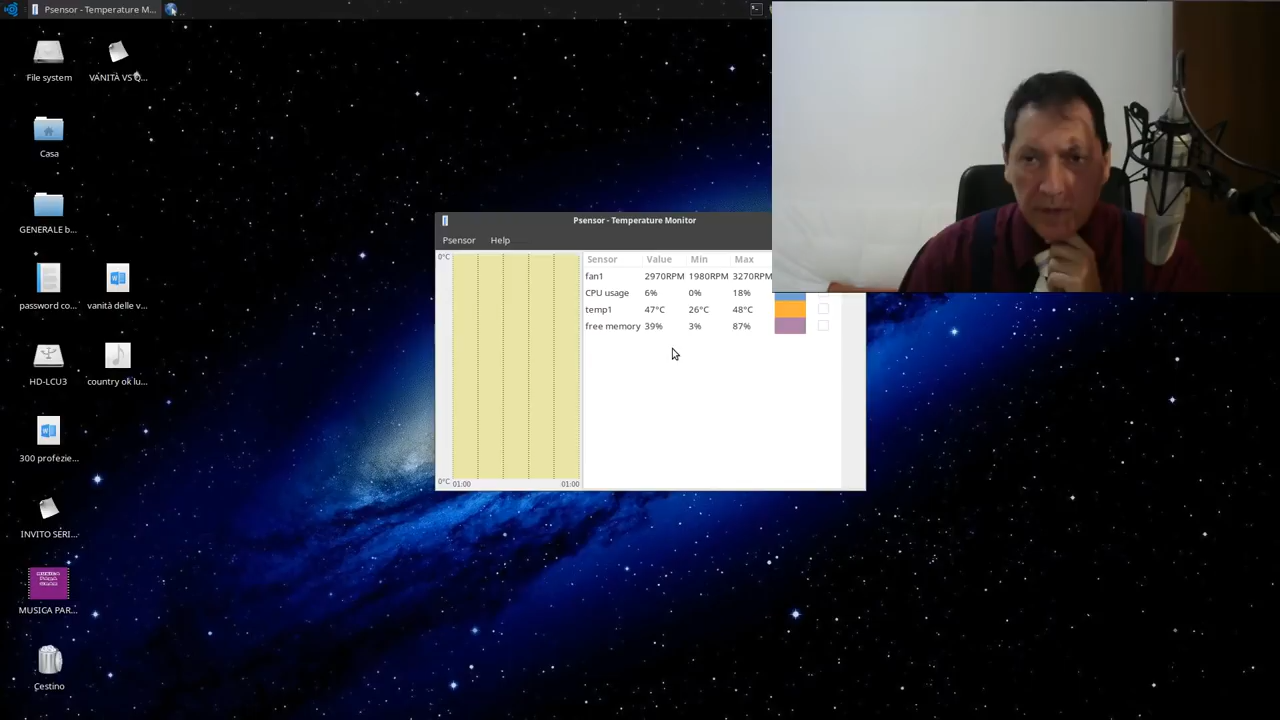 Psensor - Temperature M...
File system
VANITÀ VS Q...
Casa
GENERALE b...
password co...
vanità delle v...
HD-LCU3
country ok lu...
300 profezie...
INVITO SERI...
MUSICA PAR...
Cestino
Psensor - Temperature Monitor
Psensor Help
0°C
0°C
01:00 01:00
Sensor Value Min Max
fan1 2970RPM 1980RPM 3270RPM
CPU usage 6% 0% 18%
temp1 47°C 26°C 48°C
free memory 39% 3% 87%